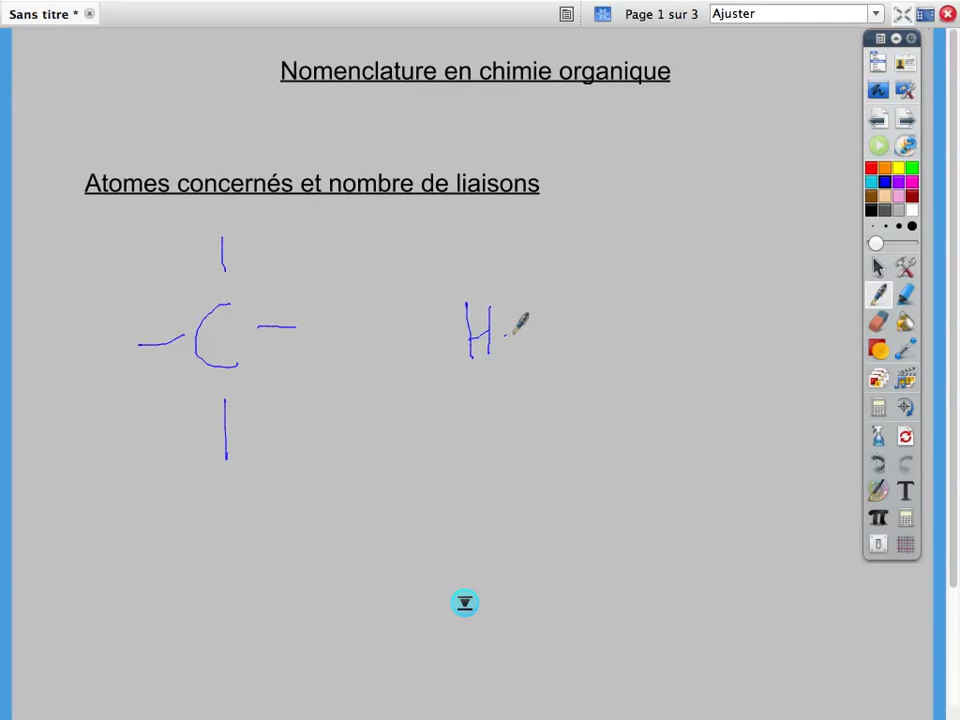 Sans titre *
Page 1 sur 3
Ajuster
Nomenclature en chimie organique
Atomes concernés et nombre de liaisons
C
H